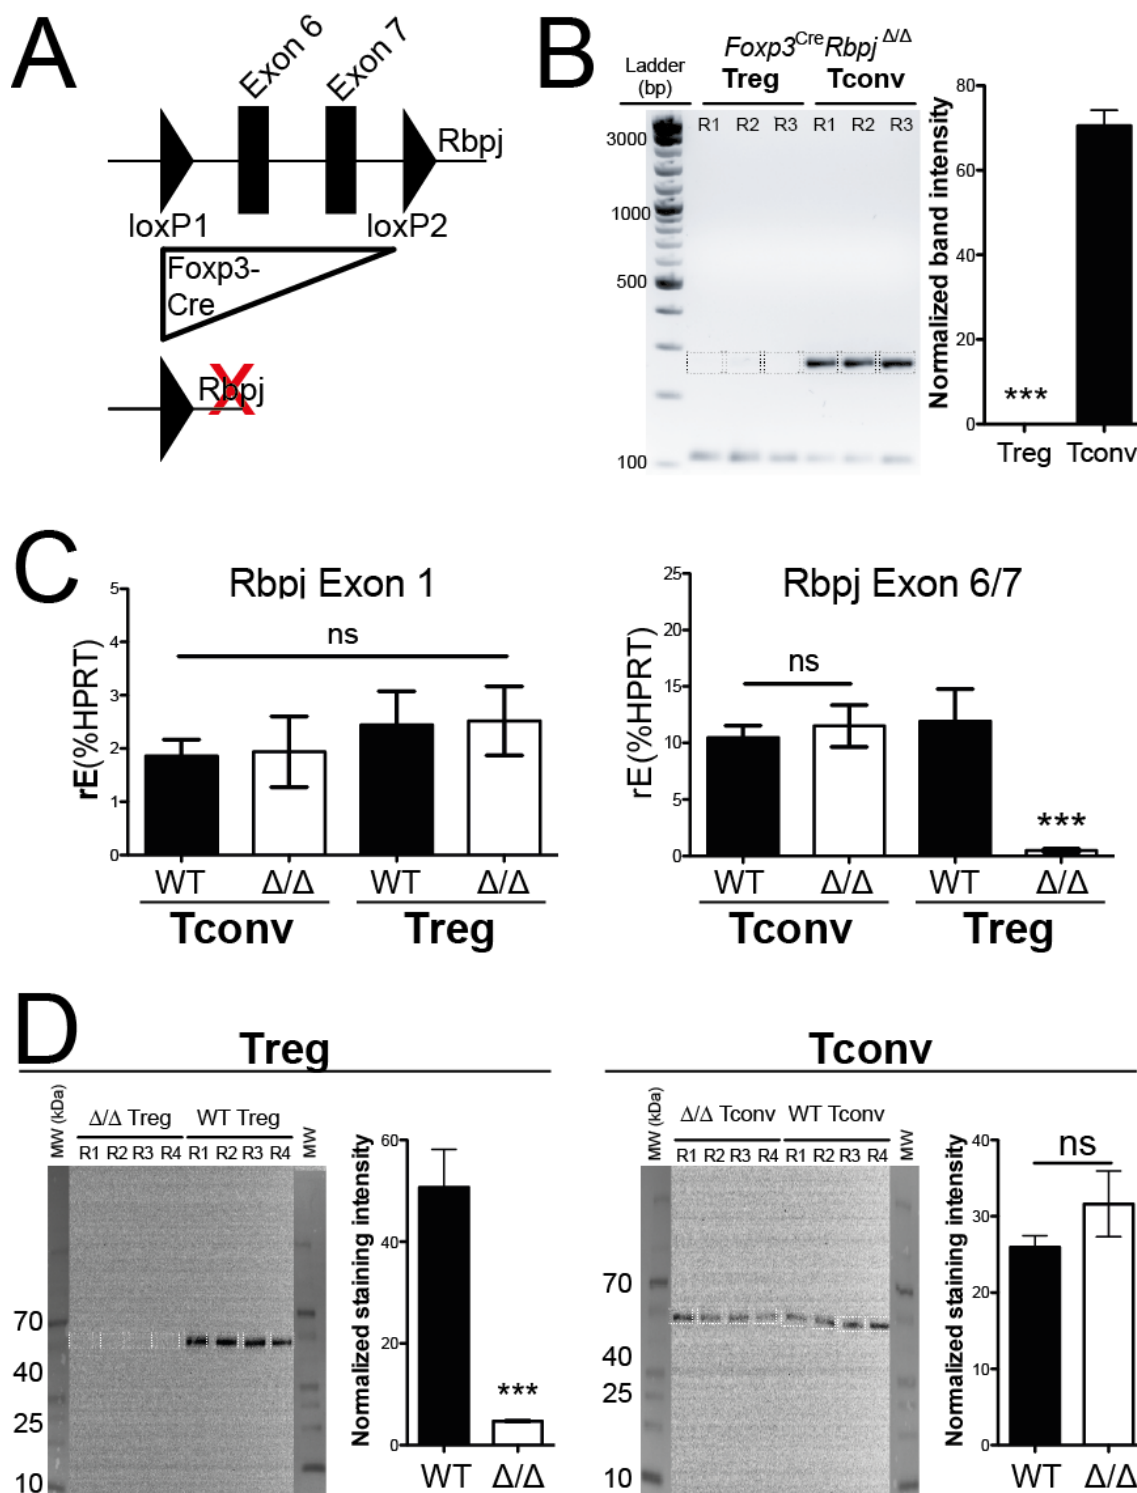 A
Exon 6
Exon 7
Rbpj
loxP1
loxP2
Foxp3-
Cre
Rbpj
X
B
Foxp3CreRbpj Δ/Δ
Ladder
(bp)
Treg
Tconv
R1 R2 R3 R1 R2 R3
3000
1000
500
100
Normalized band intensity
80
60
40
20
0
***
Treg Tconv
C
Rbpj Exon 1
rE(%HPRT)
5
4
3
2
1
0
ns
WT Δ/Δ WT Δ/Δ
Tconv Treg
Rbpj Exon 6/7
rE(%HPRT)
25
20
15
10
5
0
ns
***
WT Δ/Δ WT Δ/Δ
Tconv Treg
D
Treg
MW (kDa)
Δ/Δ Treg WT Treg
R1 R2 R3 R4 R1 R2 R3 R4
MW
70
40
25
10
Normalized staining intensity
60
40
20
0
***
WT Δ/Δ
Tconv
MW (kDa)
Δ/Δ Tconv WT Tconv
R1 R2 R3 R4 R1 R2 R3 R4
MW
70
40
25
10
Normalized staining intensity
40
30
20
10
0
ns
WT Δ/Δ